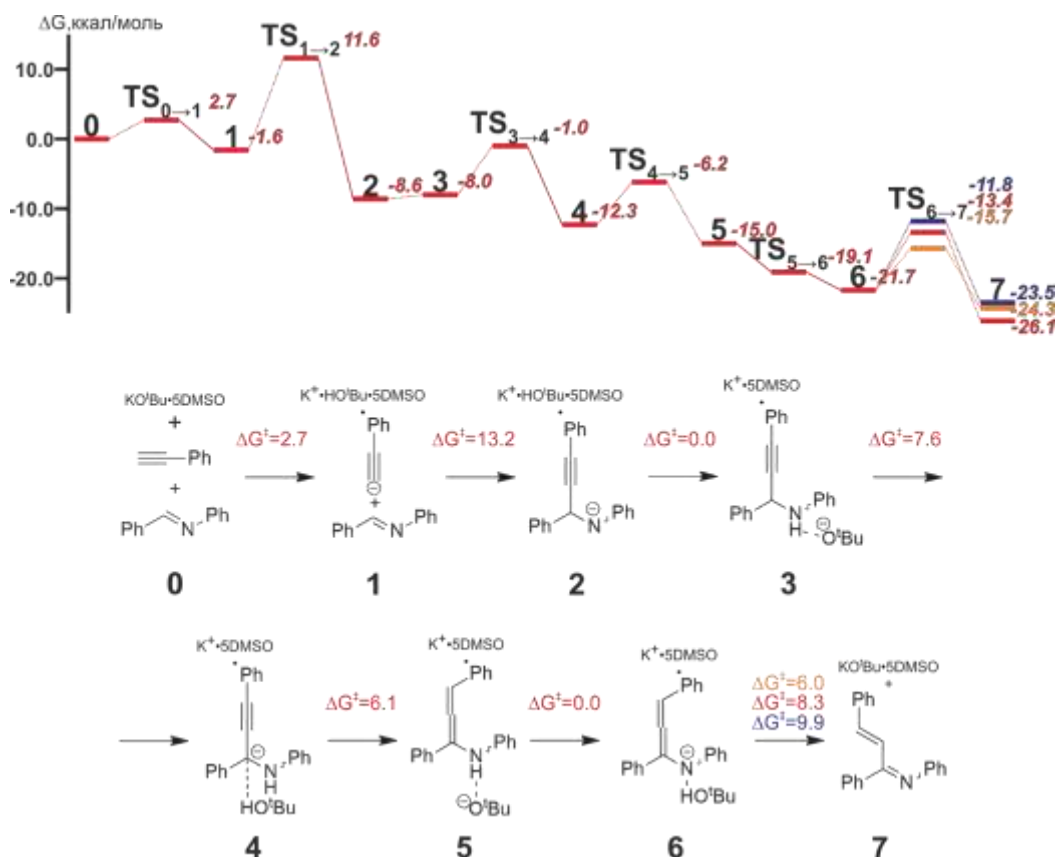 ΔG,ккал/моль
10.0
0.0
-10.0
-20.0
0
TS0→1 2.7
1 -1.6
TS1→2 11.6
2 -8.6
3 -8.0
TS3→4 -1.0
4 -12.3
TS4→5 -6.2
5 -15.0
TS5→6 -19.1
6 -21.7
TS6→7
-11.8
-13.4
-15.7
7
-23.5
-24.3
-26.1
KOᵗBu•5DMSO
+
Ph
+
Ph N Ph
0
ΔG‡=2.7
K⁺•HOᵗBu•5DMSO
Ph
⊖
+
Ph N Ph
1
ΔG‡=13.2
K⁺•HOᵗBu•5DMSO
Ph
⊖
Ph N Ph
2
ΔG‡=0.0
K⁺•5DMSO
Ph
Ph N Ph
H ⊖OᵗBu
3
ΔG‡=7.6
K⁺•5DMSO
Ph
⊖
Ph N Ph
H
HOᵗBu
4
ΔG‡=6.1
K⁺•5DMSO
Ph
Ph N Ph
H
⊖OᵗBu
5
ΔG‡=0.0
K⁺•5DMSO
Ph
⊖
Ph N Ph
HOᵗBu
6
ΔG‡=6.0
ΔG‡=8.3
ΔG‡=9.9
KOᵗBu•5DMSO
+
Ph
Ph N Ph
7